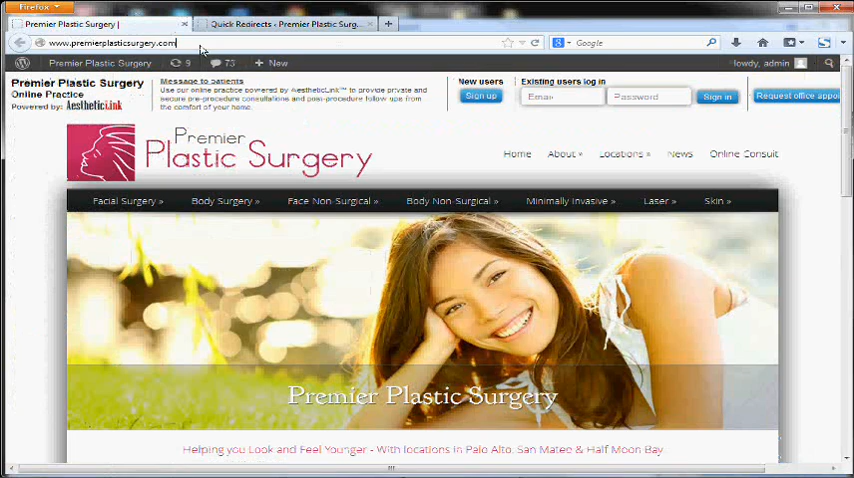 Firefox
Premier Plastic Surgery |
Quick Redirects ‹ Premier Plastic Surg...
www.premierplasticsurgery.com
Google
Premier Plastic Surgery 9 73 New
Howdy, admin
Premier Plastic Surgery
Online Practice
Powered by: AestheticLink
Message to patients
Use our online practice powered by AestheticLink™ to provide private and
secure pre-procedure consultations and post-procedure follow ups from
the comfort of your home.
New users
Sign up
Existing users log in
Email Password Sign in
Request office appoi
Premier
Plastic Surgery
Home About » Locations » News Online Consult
Facial Surgery » Body Surgery » Face Non-Surgical » Body Non-Surgical » Minimally Invasive » Laser » Skin »
Premier Plastic Surgery
Helping you Look and Feel Younger - With locations in Palo Alto, San Mateo & Half Moon Bay